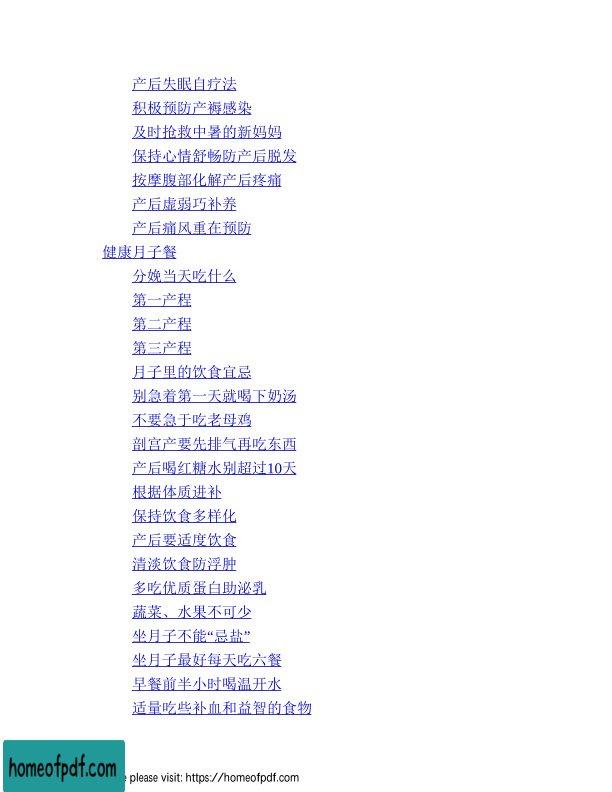 产后失眠自疗法
积极预防产褥感染
及时抢救中暑的新妈妈
保持心情舒畅防产后脱发
按摩腹部化解产后疼痛
产后虚弱巧补养
产后痛风重在预防
健康月子餐
分娩当天吃什么
第一产程
第二产程
第三产程
月子里的饮食宜忌
别急着第一天就喝下奶汤
不要急于吃老母鸡
剖宫产要先排气再吃东西
产后喝红糖水别超过10天
根据体质进补
保持饮食多样化
产后要适度饮食
清淡饮食防浮肿
多吃优质蛋白助泌乳
蔬菜、水果不可少
坐月子不能“忌盐”
坐月子最好每天吃六餐
早餐前半小时喝温开水
适量吃些补血和益智的食物
homeofpdf.com
please visit: https://homeofpdf.com